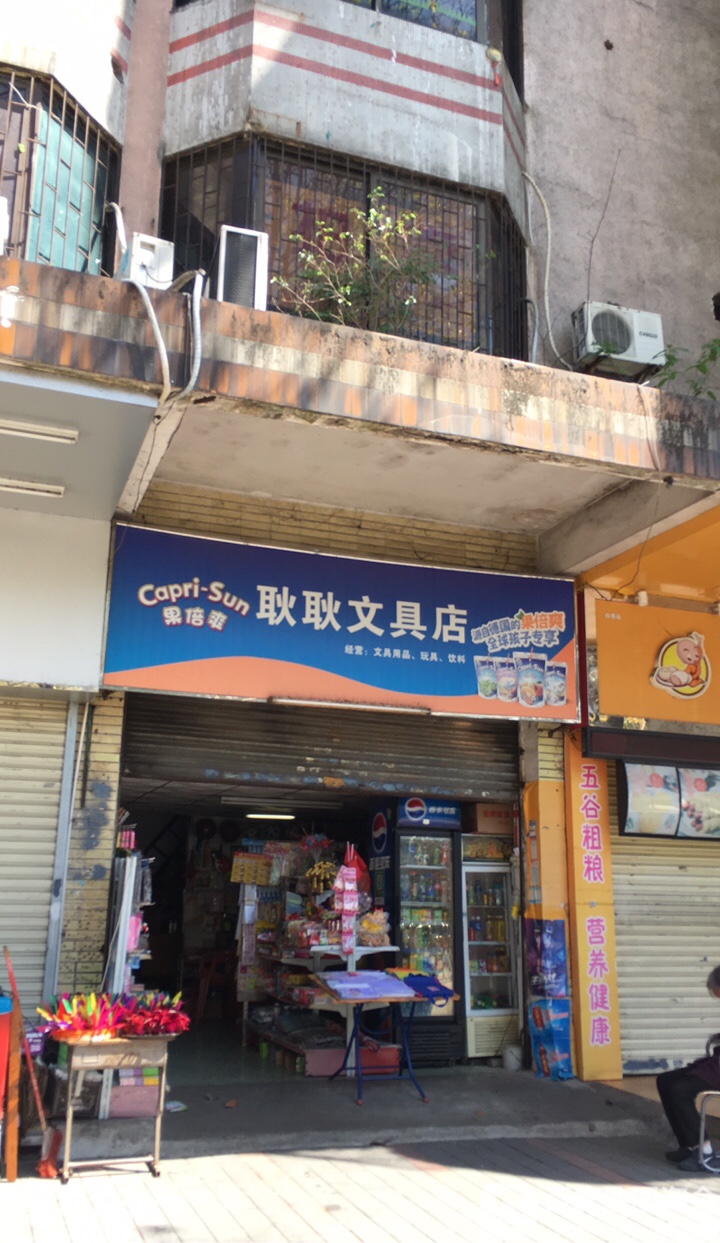 Capri-Sun
果倍爽
耿耿文具店
经营：文具用品、玩具、饮料
源自德国的果倍爽
全球孩子专享
五谷粗粮
营养健康